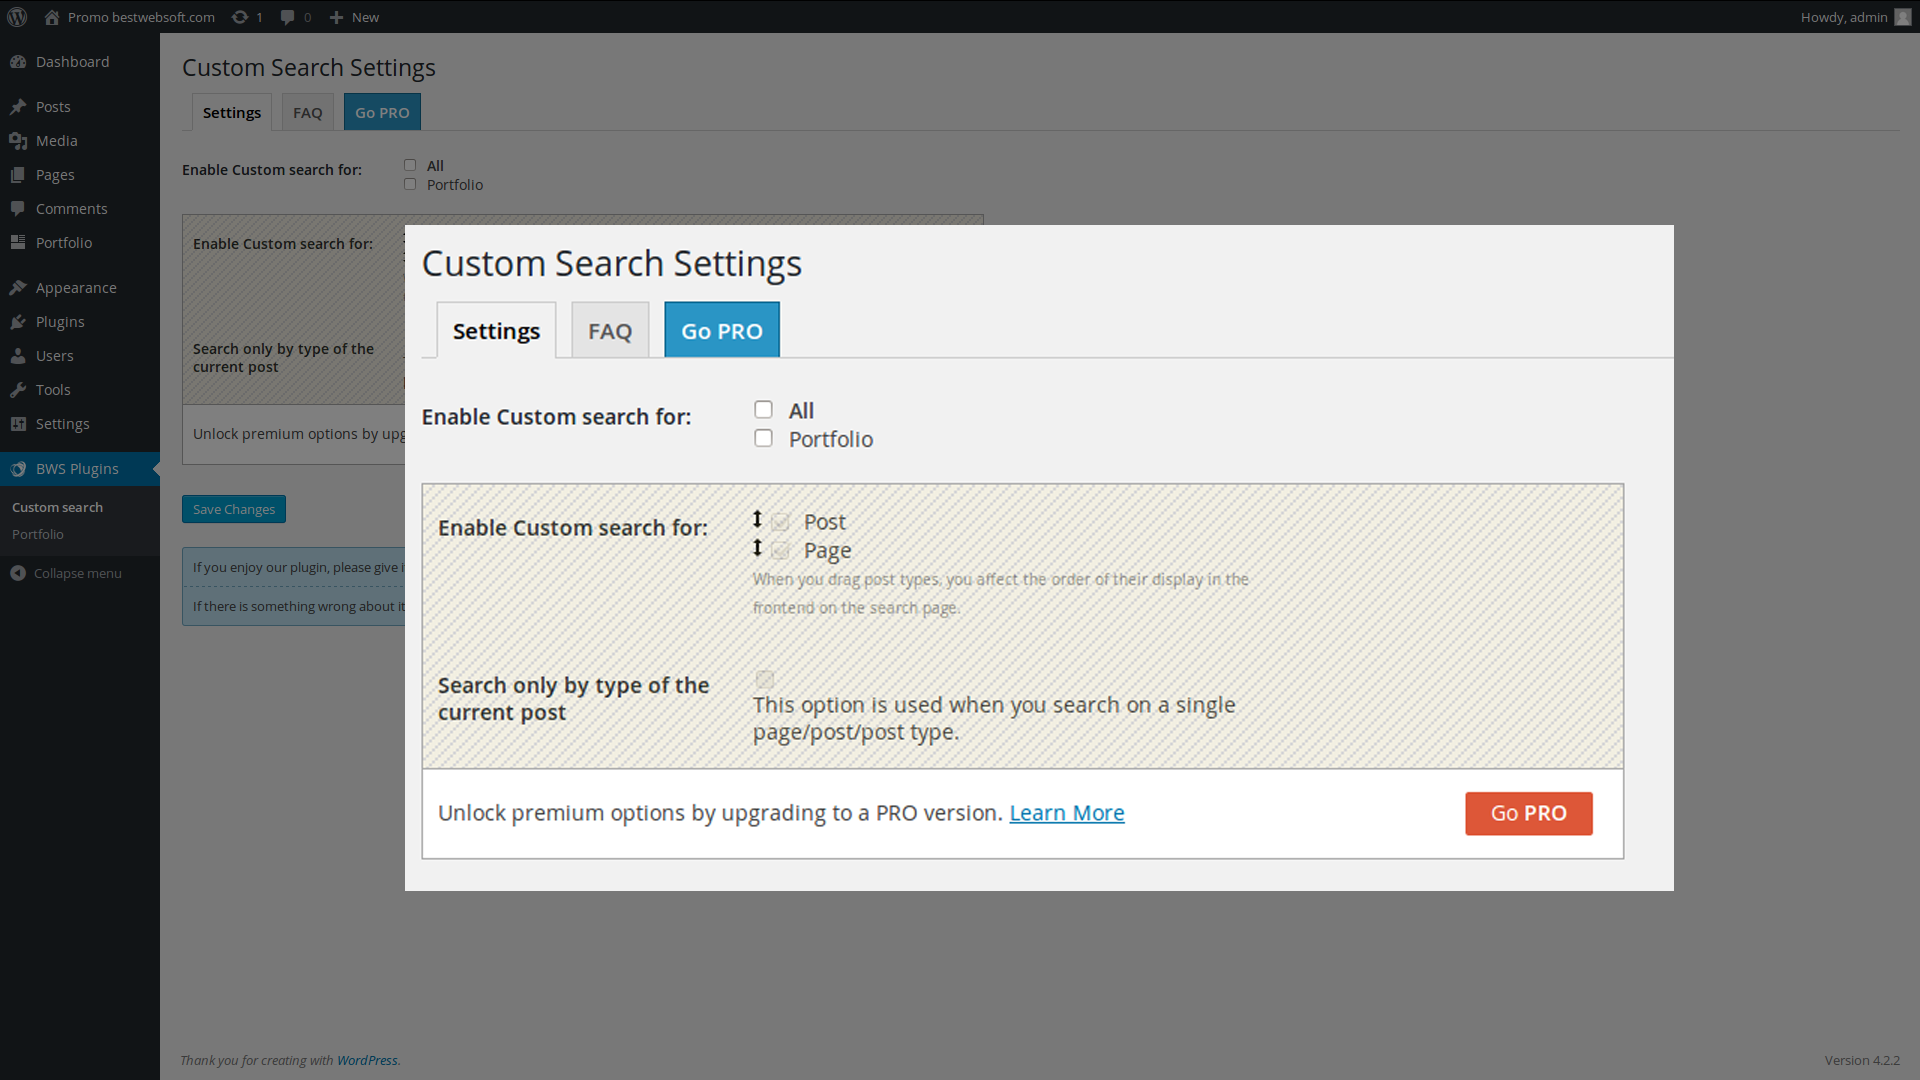 Promo bestwebsoft.com 1 0 New Howdy, admin
Dashboard
Posts
Media
Pages
Comments
Portfolio
Appearance
Plugins
Users
Tools
Settings
BWS Plugins
Custom search
Portfolio
Collapse menu
Custom Search Settings
Settings FAQ Go PRO
Enable Custom search for:
All
Portfolio
Enable Custom search for:
Search only by type of the
current post
Unlock premium options by upg
Save Changes
If you enjoy our plugin, please give i
If there is something wrong about it
Custom Search Settings
Settings FAQ Go PRO
Enable Custom search for:
All
Portfolio
Enable Custom search for:
Post
Page
When you drag post types, you affect the order of their display in the
frontend on the search page.
Search only by type of the
current post
This option is used when you search on a single
page/post/post type.
Unlock premium options by upgrading to a PRO version. Learn More
Go PRO
Thank you for creating with WordPress.
Version 4.2.2